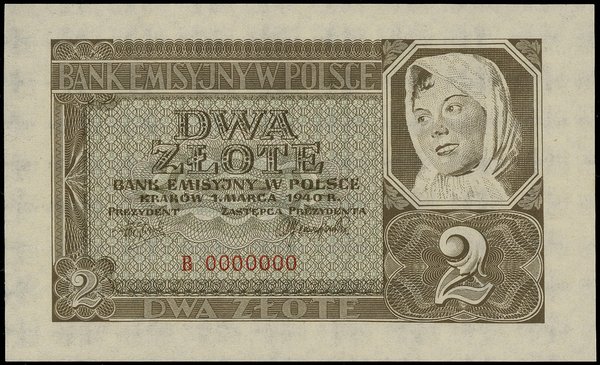 BANK EMISYJNY W POLSCE
DWA
ZŁOTE
BANK EMISYJNY W POLSCE
KRAKÓW 1. MARCA 1940 R.
PREZYDENT ZASTĘPCA PREZYDENTA
B 0000000
2
2
DWA ZŁOTE